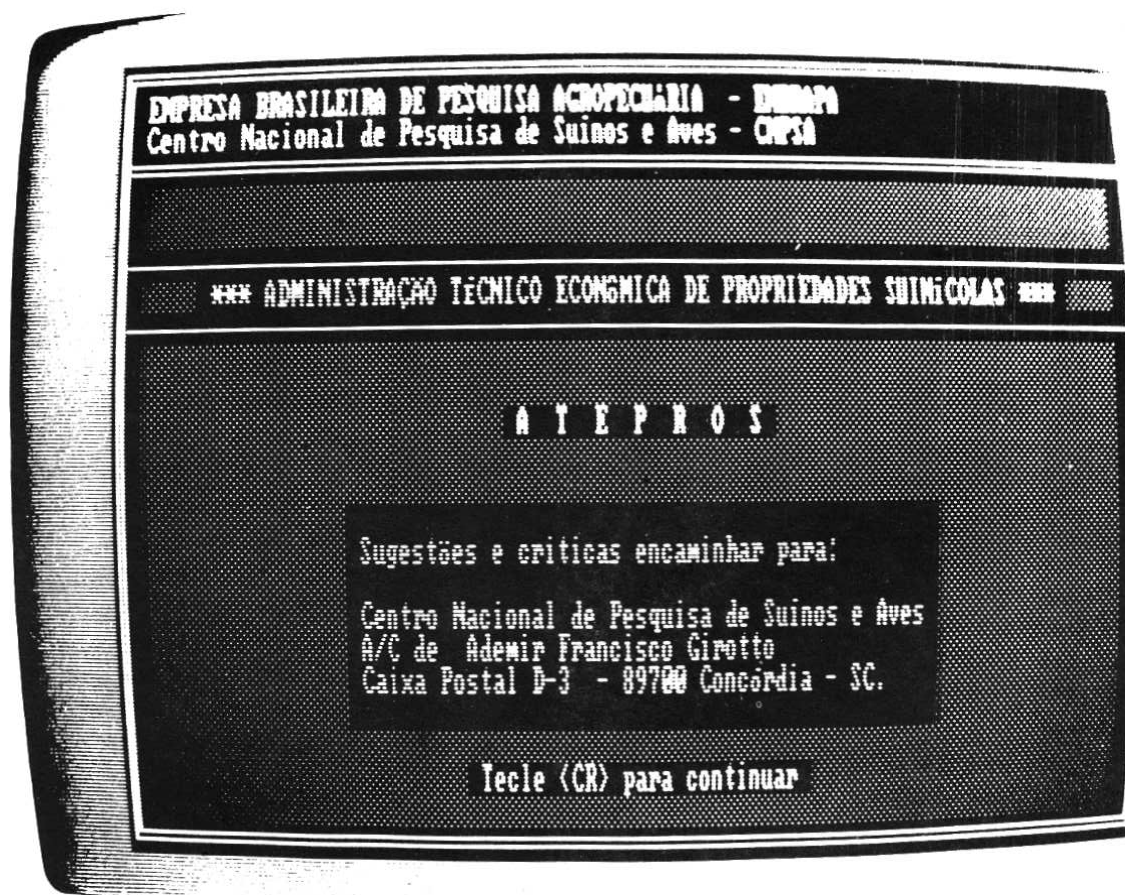 EMPRESA BRASILEIRA DE PESQUISA AGROPECUáRIA - EMBRAPA
Centro Nacional de Pesquisa de Suinos e Aves - CNPSA
*** ADMINISTRAÇÃO TéCNICO ECONôMICA DE PROPRIEDADES SUINíCOLAS ***
A T E P R O S
Sugestões e criticas encaminhar para:
Centro Nacional de Pesquisa de Suinos e Aves
A/C de Ademir Francisco Girotto
Caixa Postal D-3 - 89700 Concórdia - SC.
Tecle <CR> para continuar